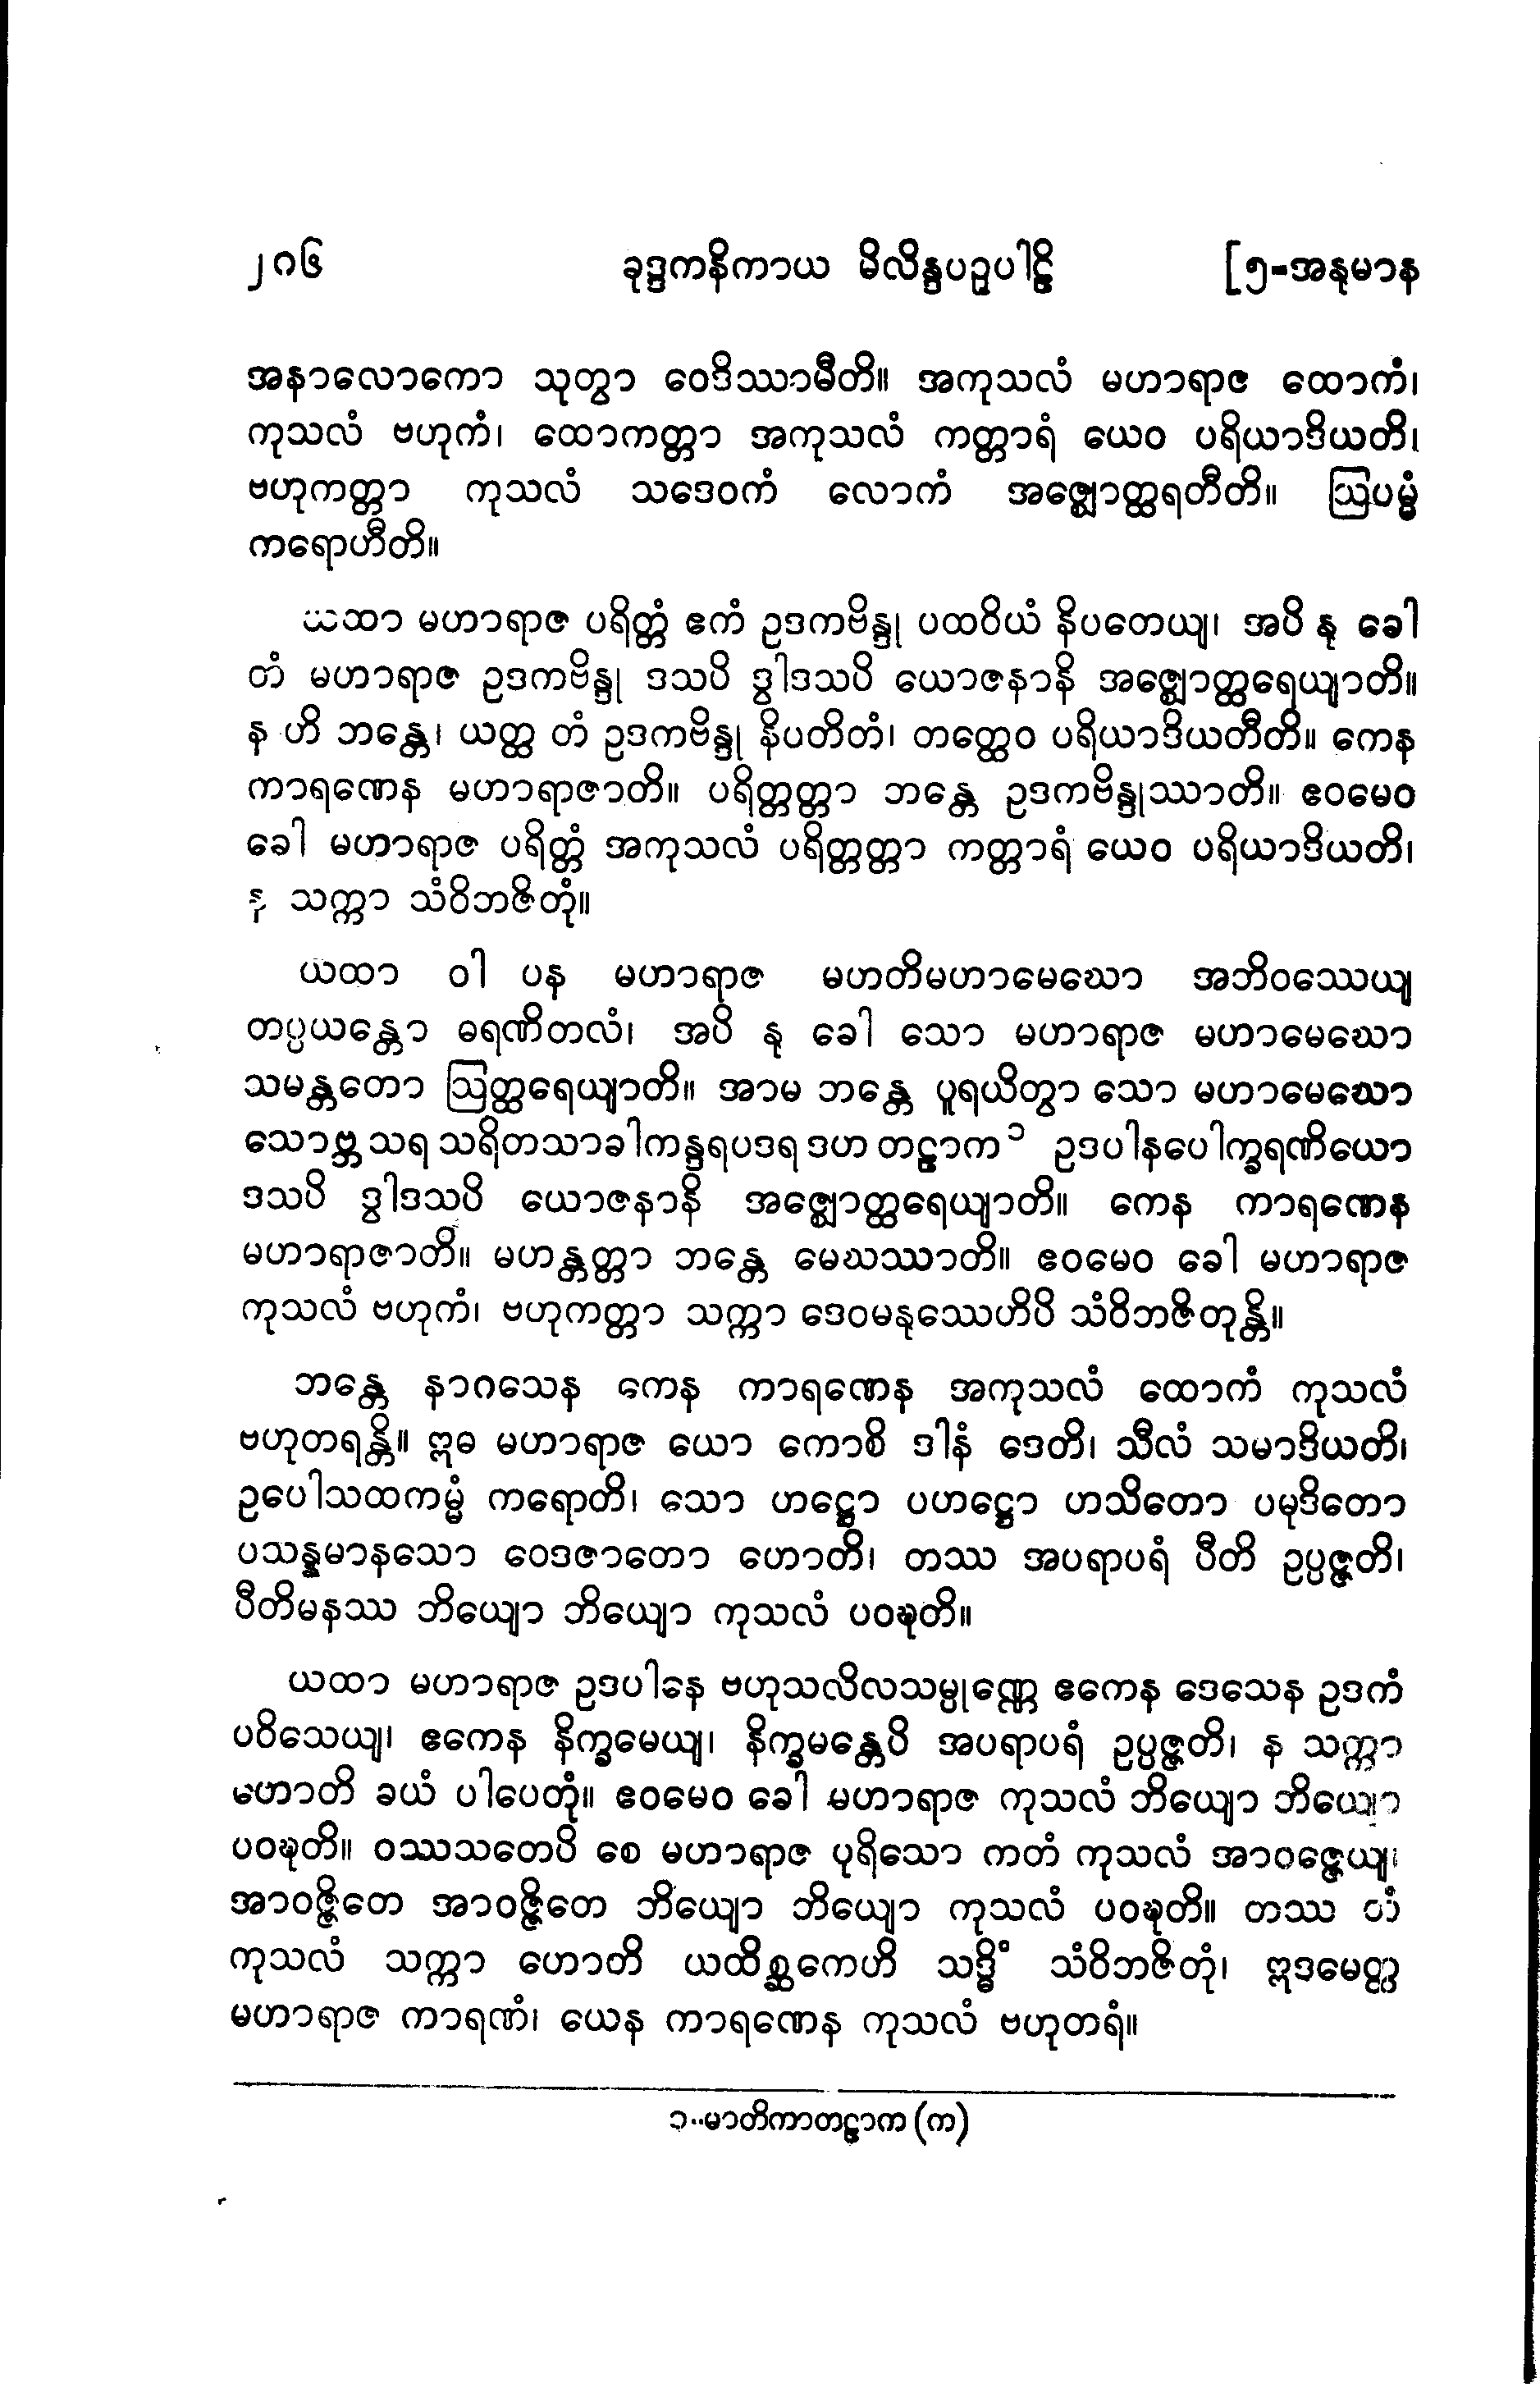 ၂၈၆ ခုဒ္ဒကနိကာယ မိလိန္ဒပဉှပါဠိ [၅-အနုမာန
အနာလောကော သုတွာ ဝေဒိဿာမီတိ။ အကုသလံ မဟာရာဇ ထောကံ၊
ကုသလံ ဗဟုကံ၊ ထောကတ္တာ အကုသလံ ကတ္တာရံ ယေဝ ပရိယာဒိယတိ၊
ဗဟုကတ္တာ ကုသလံ သဒေဝကံ လောကံ အဇ္ဈောတ္ထရတီတိ။ ဩပမ္မံ
ကရောဟီတိ။
ယထာ မဟာရာဇ ပရိတ္တံ ဧကံ ဥဒကဗိန္ဒု ပထဝိယံ နိပတေယျ၊ အပိ နု ခေါ
တံ မဟာရာဇ ဥဒကဗိန္ဒု ဒသပိ ဒွါဒသပိ ယောဇနာနိ အဇ္ဈောတ္ထရေယျာတိ။
န ဟိ ဘန္တေ၊ ယတ္ထ တံ ဥဒကဗိန္ဒု နိပတိတံ၊ တတ္ထေဝ ပရိယာဒိယတီတိ။ ကေန
ကာရဏေန မဟာရာဇာတိ။ ပရိတ္တတ္တာ ဘန္တေ ဥဒကဗိန္ဒုဿာတိ။ ဧဝမေဝ
ခေါ မဟာရာဇ ပရိတ္တံ အကုသလံ ပရိတ္တတ္တာ ကတ္တာရံ ယေဝ ပရိယာဒိယတိ၊
န သက္ကာ သံဝိဘဇိတုံ။
ယထာ ဝါ ပန မဟာရာဇ မဟတိမဟာမေဃော အဘိဝဿေယျ
တပ္ပယန္တော ဓရဏိတလံ၊ အပိ နု ခေါ သော မဟာရာဇ မဟာမေဃော
သမန္တတော ဩတ္ထရေယျာတိ။ အာမ ဘန္တေ ပူရယိတွာ သော မဟာမေဃော
သောဗ္ဘ သရ သရိတသာခါကန္ဒရပဒရ ဒဟ တဠာက ၁ ဥဒပါနပေါက္ခရဏိယော
ဒသပိ ဒွါဒသပိ ယောဇနာနိ အဇ္ဈောတ္ထရေယျာတိ။ ကေန ကာရဏေန
မဟာရာဇာတိ။ မဟန္တတ္တာ ဘန္တေ မေဃဿာတိ။ ဧဝမေဝ ခေါ မဟာရာဇ
ကုသလံ ဗဟုကံ၊ ဗဟုကတ္တာ သက္ကာ ဒေဝမနုဿေဟိပိ သံဝိဘဇိတုန္တိ။
ဘန္တေ နာဂသေန ကေန ကာရဏေန အကုသလံ ထောကံ ကုသလံ
ဗဟုတရန္တိ။ ဣဓ မဟာရာဇ ယော ကောစိ ဒါနံ ဒေတိ၊ သီလံ သမာဒိယတိ၊
ဥပေါသထကမ္မံ ကရောတိ၊ သော ဟဋ္ဌော ပဟဋ္ဌော ဟသိတော ပမုဒိတော
ပသန္နမာနသော ဝေဒဇာတော ဟောတိ၊ တဿ အပရာပရံ ပီတိ ဥပ္ပဇ္ဇတိ၊
ပီတိမနဿ ဘိယျော ဘိယျော ကုသလံ ပဝဍ္ဎတိ။
ယထာ မဟာရာဇ ဥဒပါနေ ဗဟုသလိလသမ္ပုဏ္ဏေ ဧကေန ဒေသေန ဥဒကံ
ပဝိသေယျ၊ ဧကေန နိက္ခမေယျ၊ နိက္ခမန္တေပိ အပရာပရံ ဥပ္ပဇ္ဇတိ၊ န သက္ကာ
ဟောတိ ခယံ ပါပေတုံ။ ဧဝမေဝ ခေါ မဟာရာဇ ကုသလံ ဘိယျော ဘိယျော
ပဝဍ္ဎတိ။ ဝဿသတေပိ စေ မဟာရာဇ ပုရိသော ကတံ ကုသလံ အာဝဇ္ဇေယျ၊
အာဝဇ္ဇိတေ အာဝဇ္ဇိတေ ဘိယျော ဘိယျော ကုသလံ ပဝဍ္ဎတိ။ တဿ တံ
ကုသလံ သက္ကာ ဟောတိ ယထိစ္ဆကေဟိ သဒ္ဓိံ သံဝိဘဇိတုံ၊ ဣဒမေတ္ထ
မဟာရာဇ ကာရဏံ၊ ယေန ကာရဏေန ကုသလံ ဗဟုတရံ။
၁-မာတိကာတဠာက (က)